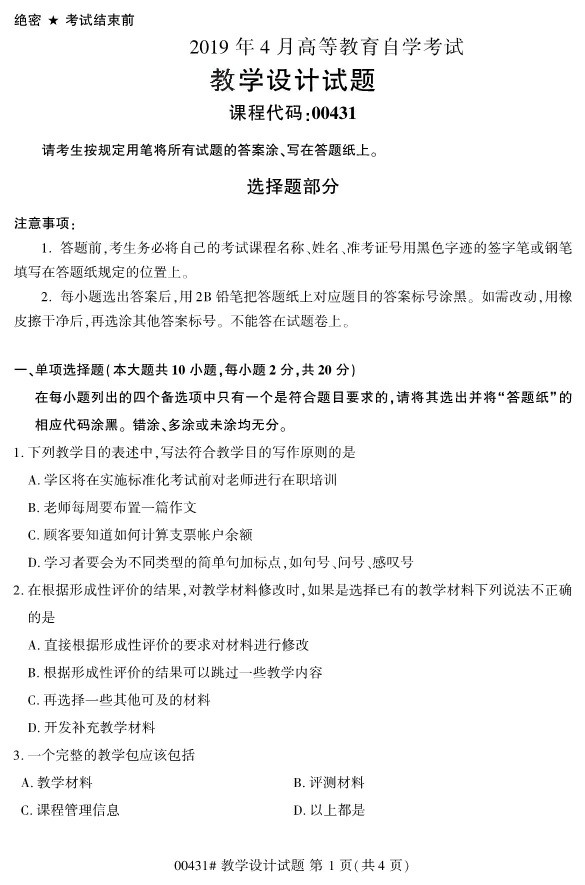 绝密 ★ 考试结束前
2019 年 4 月高等教育自学考试
教学设计试题
课程代码:00431
请考生按规定用笔将所有试题的答案涂、写在答题纸上。
选择题部分
注意事项:
1. 答题前,考生务必将自己的考试课程名称、姓名、准考证号用黑色字迹的签字笔或钢笔
填写在答题纸规定的位置上。
2. 每小题选出答案后,用 2B 铅笔把答题纸上对应题目的答案标号涂黑。如需改动,用橡
皮擦干净后,再选涂其他答案标号。不能答在试题卷上。
一、单项选择题(本大题共 10 小题,每小题 2 分,共 20 分)
在每小题列出的四个备选项中只有一个是符合题目要求的,请将其选出并将“答题纸”的
相应代码涂黑。错涂、多涂或未涂均无分。
1. 下列教学目的表述中,写法符合教学目的写作原则的是
A. 学区将在实施标准化考试前对老师进行在职培训
B. 老师每周要布置一篇作文
C. 顾客要知道如何计算支票帐户余额
D. 学习者要会为不同类型的简单句加标点,如句号、问号、感叹号
2. 在根据形成性评价的结果,对教学材料修改时,如果是选择已有的教学材料下列说法不正确
的是
A. 直接根据形成性评价的要求对材料进行修改
B. 根据形成性评价的结果可以跳过一些教学内容
C. 再选择一些其他可及的材料
D. 开发补充教学材料
3. 一个完整的教学包应该包括
A. 教学材料 B. 评测材料
C. 课程管理信息 D. 以上都是
00431# 教学设计试题 第 1 页(共 4 页)